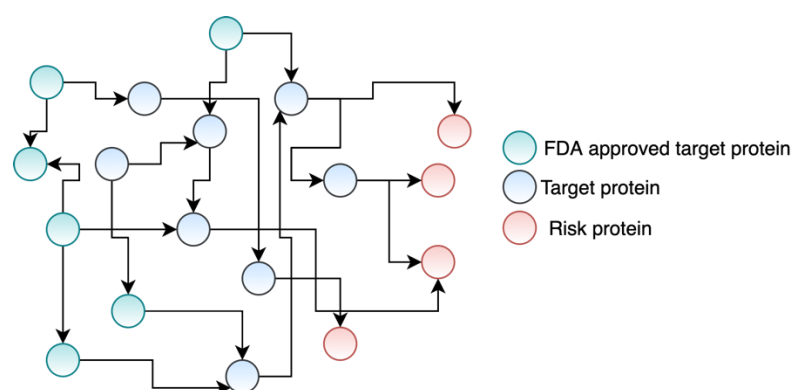 FDA approved target protein
Target protein
Risk protein